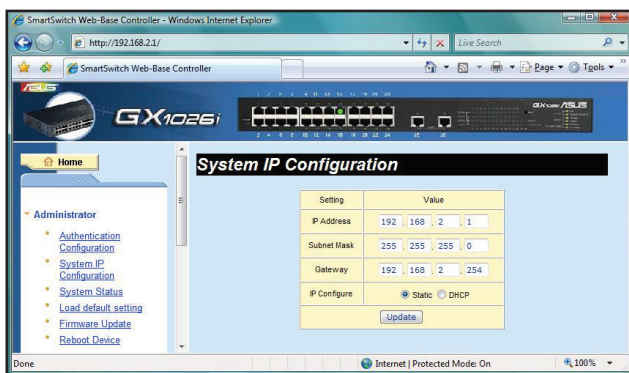 SmartSwitch Web-Base Controller - Windows Internet Explorer
http://192.168.2.1/
Live Search
SmartSwitch Web-Base Controller
Page
Tools
ASUS
GX1026i
ASUS
Home
System IP Configuration
Setting Value
IP Address 192 . 168 . 2 . 1
Subnet Mask 255 . 255 . 255 . 0
Gateway 192 . 168 . 2 . 254
IP Configure Static DHCP
Update
Administrator
Authentication
Configuration
System IP
Configuration
System Status
Load default setting
Firmware Update
Reboot Device
Done
Internet | Protected Mode: On
100%